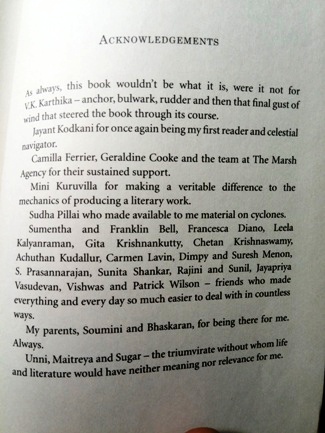 ACKNOWLEDGEMENTS
As always, this book wouldn't be what it is, were it not for
V.K. Karthika – anchor, bulwark, rudder and then that final gust of
wind that steered the book through its course.
Jayant Kodkani for once again being my first reader and celestial
navigator.
Camilla Ferrier, Geraldine Cooke and the team at The Marsh
Agency for their sustained support.
Mini Kuruvilla for making a veritable difference to the
mechanics of producing a literary work.
Sudha Pillai who made available to me material on cyclones.
Sumentha and Franklin Bell, Francesca Diano, Leela
Kalyanraman, Gita Krishnankutty, Chetan Krishnaswamy,
Achuthan Kudallur, Carmen Lavin, Dimpy and Suresh Menon,
S. Prasannarajan, Sunita Shankar, Rajini and Sunil, Jayapriya
Vasudevan, Vishwas and Patrick Wilson – friends who made
everything and every day so much easier to deal with in countless
ways.
My parents, Soumini and Bhaskaran, for being there for me.
Always.
Unni, Maitreya and Sugar – the triumvirate without whom life
and literature would have neither meaning nor relevance for me.